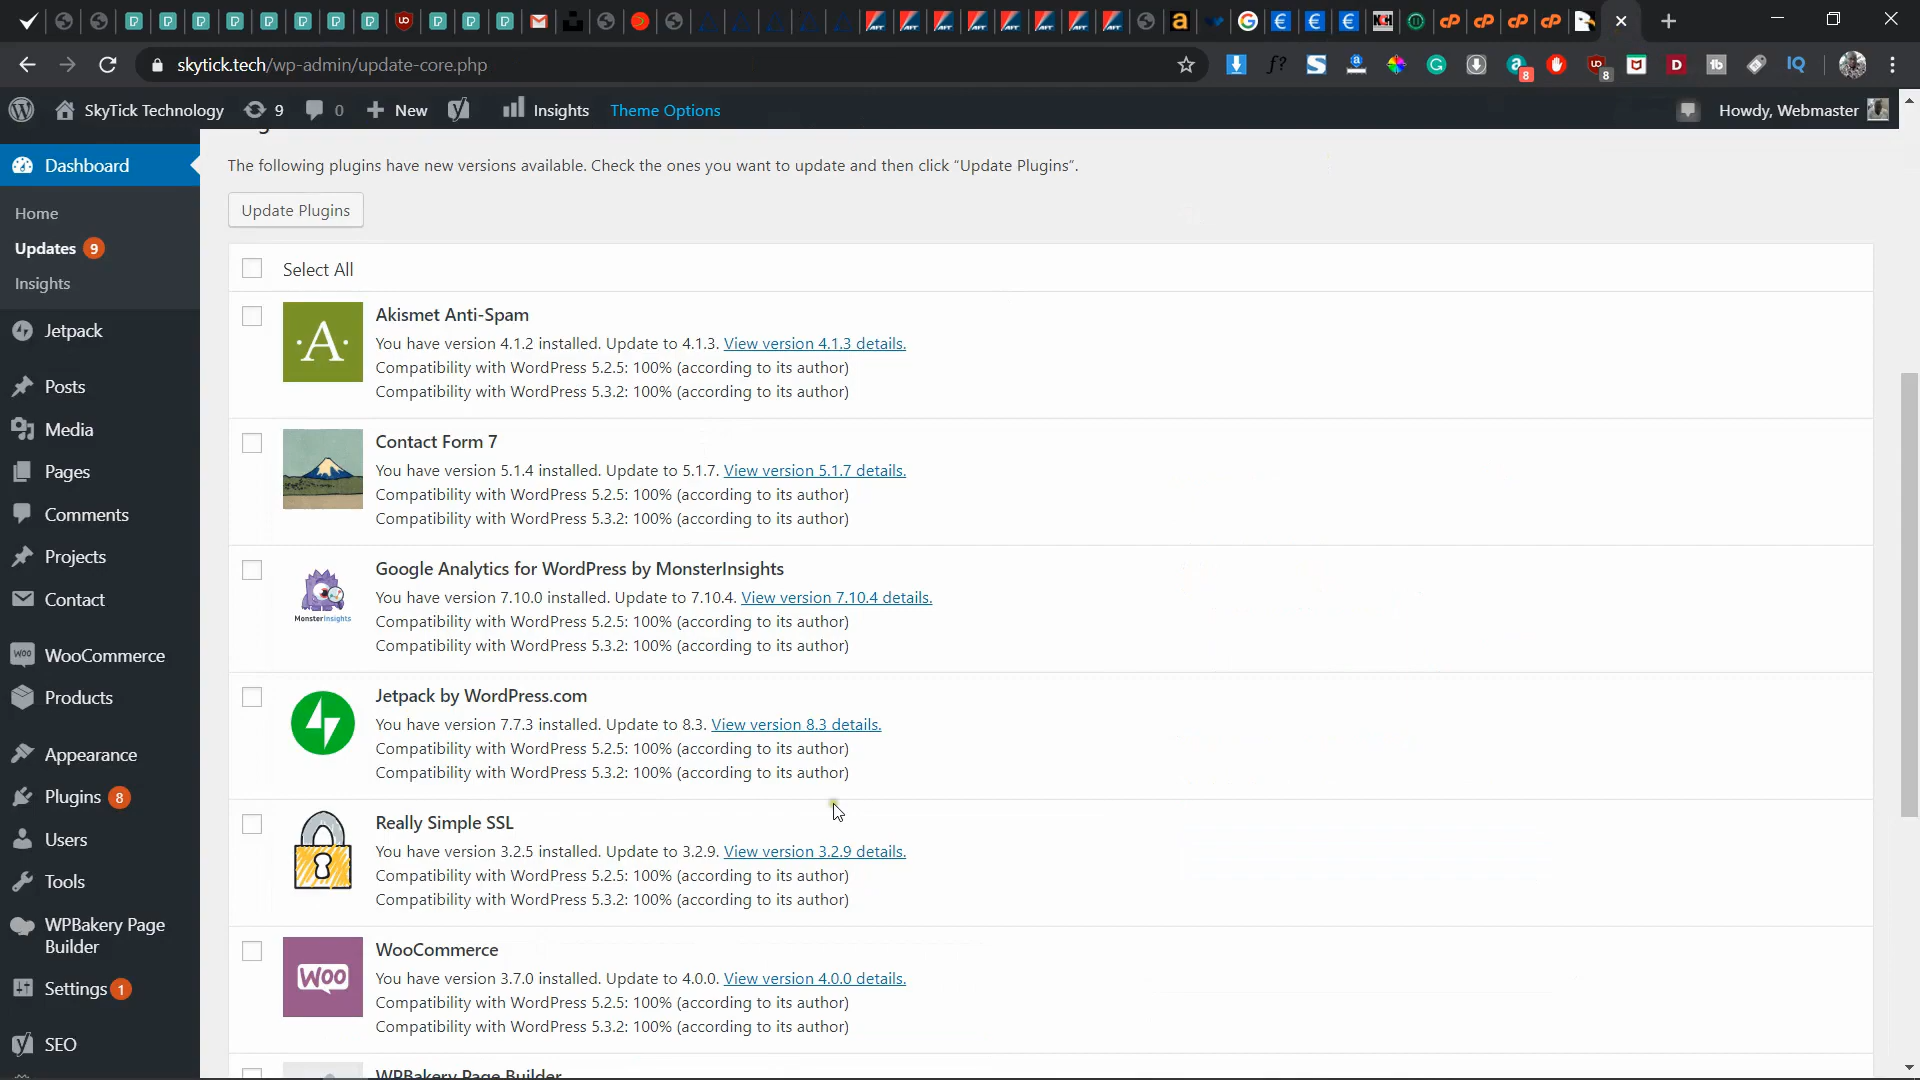 skytick.tech/wp-admin/update-core.php
SkyTick Technology
9
0
New
Insights
Theme Options
Howdy, Webmaster
Dashboard
Home
Updates 9
Insights
Jetpack
Posts
Media
Pages
Comments
Projects
Contact
WooCommerce
Products
Appearance
Plugins 8
Users
Tools
WPBakery Page
Builder
Settings 1
SEO
The following plugins have new versions available. Check the ones you want to update and then click “Update Plugins”.
Update Plugins
Select All
Akismet Anti-Spam
You have version 4.1.2 installed. Update to 4.1.3. View version 4.1.3 details.
Compatibility with WordPress 5.2.5: 100% (according to its author)
Compatibility with WordPress 5.3.2: 100% (according to its author)
Contact Form 7
You have version 5.1.4 installed. Update to 5.1.7. View version 5.1.7 details.
Compatibility with WordPress 5.2.5: 100% (according to its author)
Compatibility with WordPress 5.3.2: 100% (according to its author)
Google Analytics for WordPress by MonsterInsights
You have version 7.10.0 installed. Update to 7.10.4. View version 7.10.4 details.
Compatibility with WordPress 5.2.5: 100% (according to its author)
Compatibility with WordPress 5.3.2: 100% (according to its author)
MonsterInsights
Jetpack by WordPress.com
You have version 7.7.3 installed. Update to 8.3. View version 8.3 details.
Compatibility with WordPress 5.2.5: 100% (according to its author)
Compatibility with WordPress 5.3.2: 100% (according to its author)
Really Simple SSL
You have version 3.2.5 installed. Update to 3.2.9. View version 3.2.9 details.
Compatibility with WordPress 5.2.5: 100% (according to its author)
Compatibility with WordPress 5.3.2: 100% (according to its author)
Woo
WooCommerce
You have version 3.7.0 installed. Update to 4.0.0. View version 4.0.0 details.
Compatibility with WordPress 5.2.5: 100% (according to its author)
Compatibility with WordPress 5.3.2: 100% (according to its author)
WPBakery Page Builder